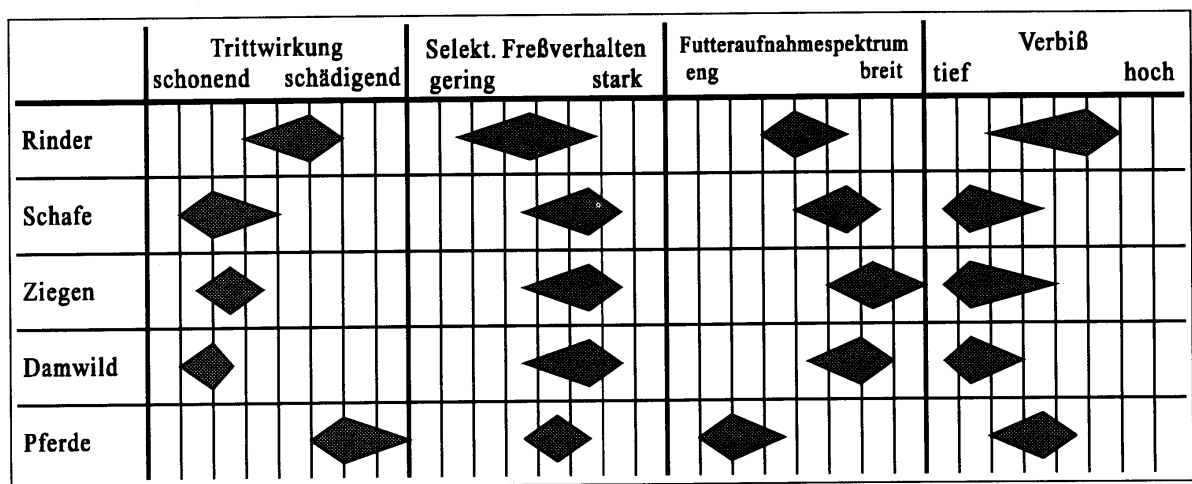 Trittwirkung
schonend schädigend
Selekt. Freßverhalten
gering stark
Futteraufnahmespektrum
eng breit
Verbiß
tief hoch
Rinder
Schafe
Ziegen
Damwild
Pferde